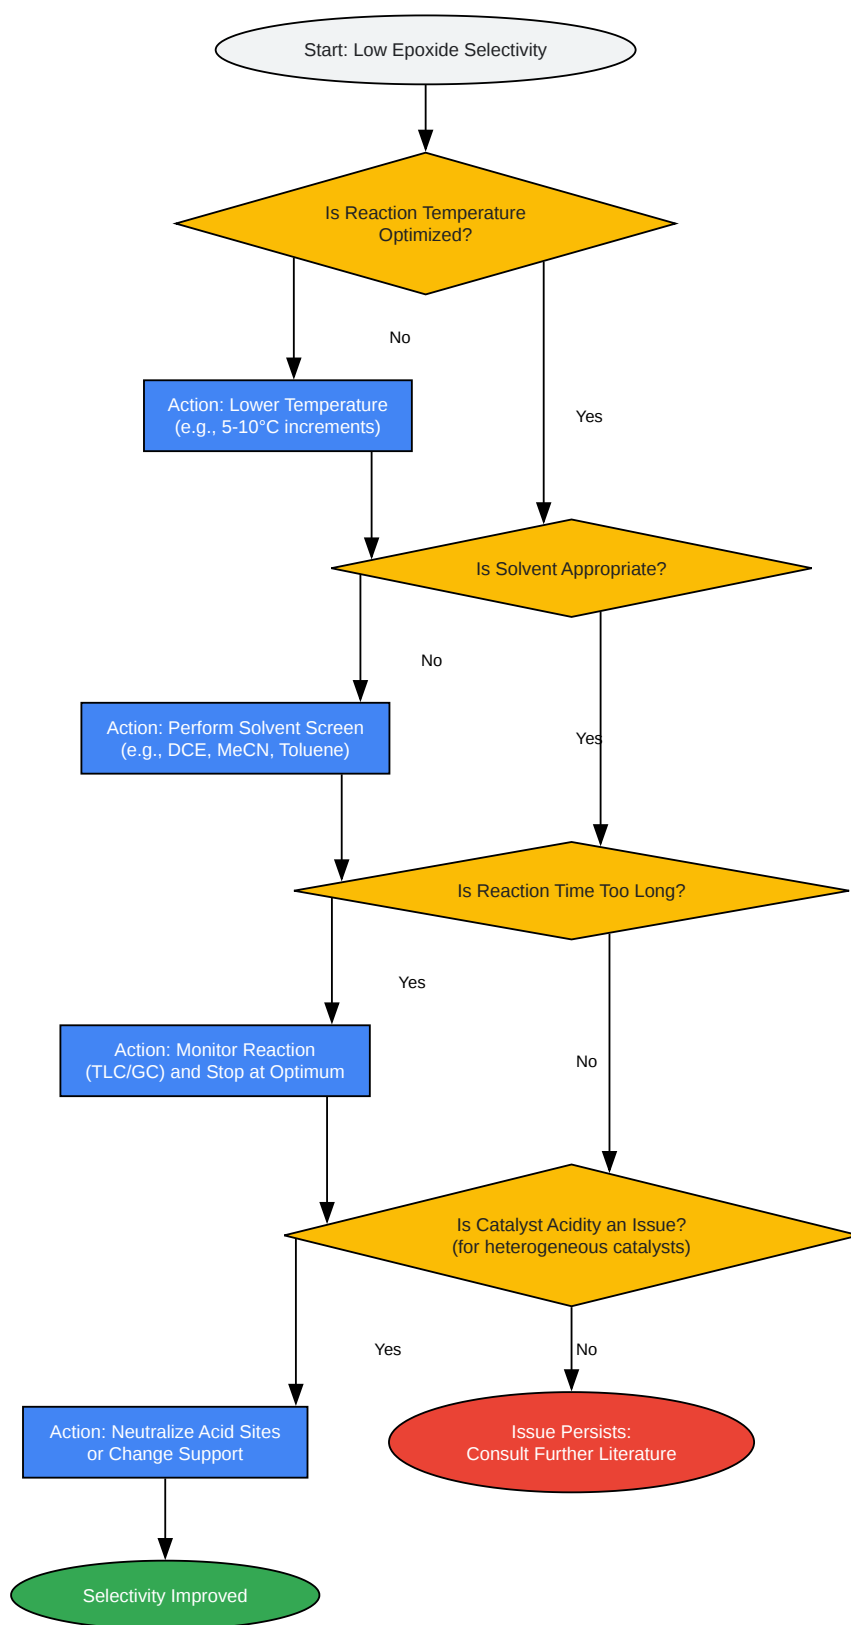 Start: Low Epoxide Selectivity
Is Reaction Temperature
Optimized?
No
Action: Lower Temperature
(e.g., 5-10°C increments)
Yes
Is Solvent Appropriate?
No
Action: Perform Solvent Screen
(e.g., DCE, MeCN, Toluene)
Yes
Is Reaction Time Too Long?
Yes
Action: Monitor Reaction
(TLC/GC) and Stop at Optimum
No
Is Catalyst Acidity an Issue?
(for heterogeneous catalysts)
Yes
No
Action: Neutralize Acid Sites
or Change Support
Issue Persists:
Consult Further Literature
Selectivity Improved